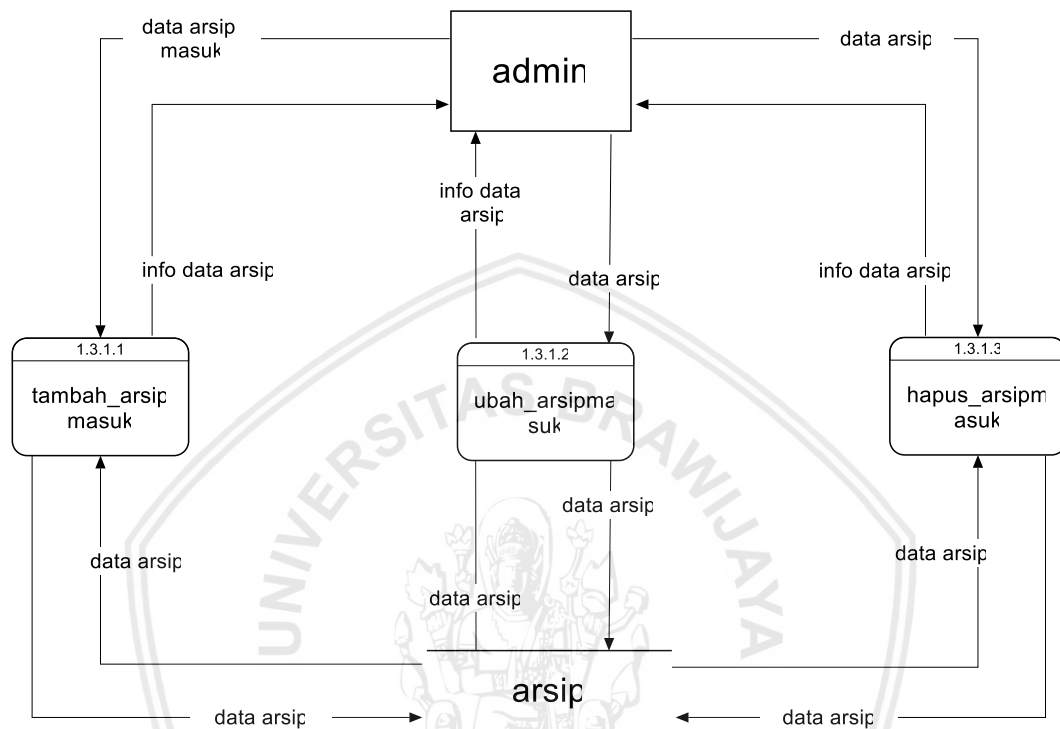 data arsip
masuk
admin
data arsip
info data
arsip
info data arsip
data arsip
info data arsip
1.3.1.1
tambah_arsip
masuk
1.3.1.2
ubah_arsipma
suk
1.3.1.3
hapus_arsipm
asuk
data arsip
data arsip
data arsip
data arsip
arsip
data arsip
data arsip
UNIVERSITAS BRAWIJAYA